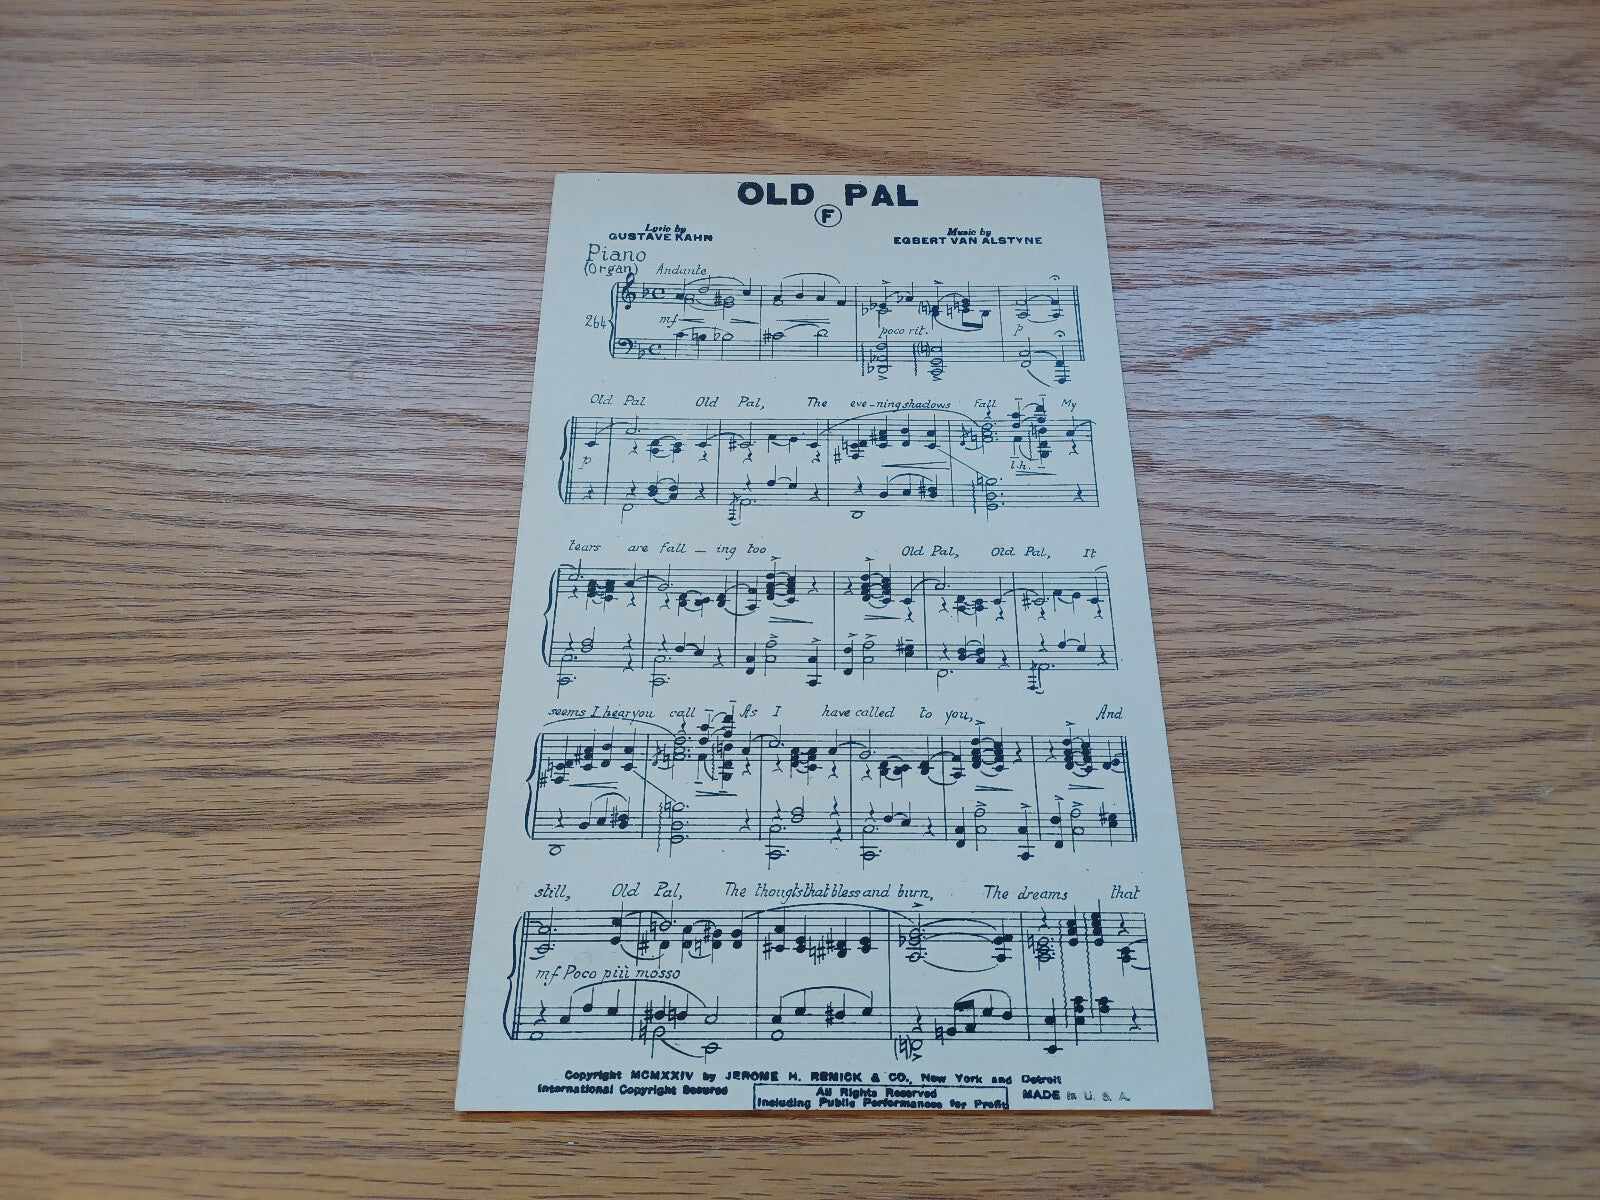 OLD PAL
F
Lyric by
GUSTAVE KAHN
Music by
EGBERT VAN ALSTYNE
Piano
(Organ)
Andante
264
mf
poco rit.
p
Old Pal Old Pal, The eve-ning shadows Fall My
p
l.h.
tears are fall - ing too Old Pal, Old Pal, It
seems I hear you call As I have called to you, And
still, Old Pal, The thougts that bless and burn, The dreams that
mf Poco più mosso
Copyright MCMXXIV by JEROME H. REMICK & CO., New York and Detroit
International Copyright Secured
All Rights Reserved
Including Public Performances for Profit
MADE in U. S. A.